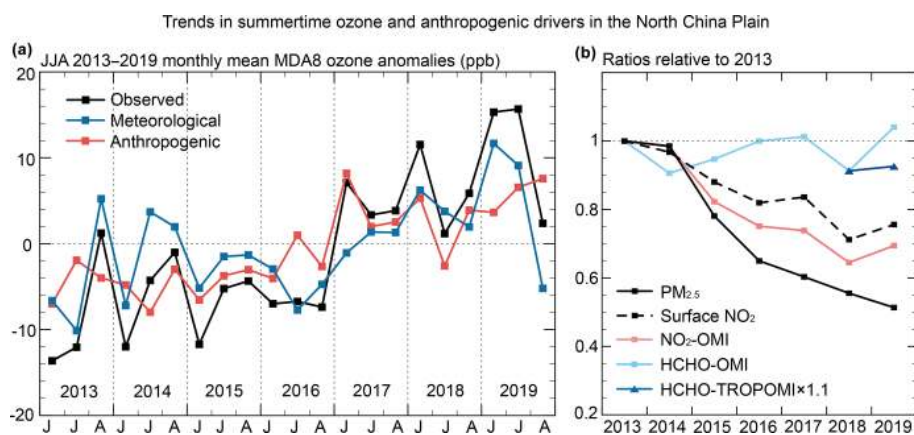 Trends in summertime ozone and anthropogenic drivers in the North China Plain
(a) JJA 2013–2019 monthly mean MDA8 ozone anomalies (ppb)
20
10
0
-10
-20
Observed
Meteorological
Anthropogenic
2013 2014 2015 2016 2017 2018 2019
J J A J J A J J A J J A J J A J J A J J A
(b) Ratios relative to 2013
1
0.8
0.6
0.4
0.2
PM2.5
Surface NO2
NO2-OMI
HCHO-OMI
HCHO-TROPOMI×1.1
2013 2014 2015 2016 2017 2018 2019